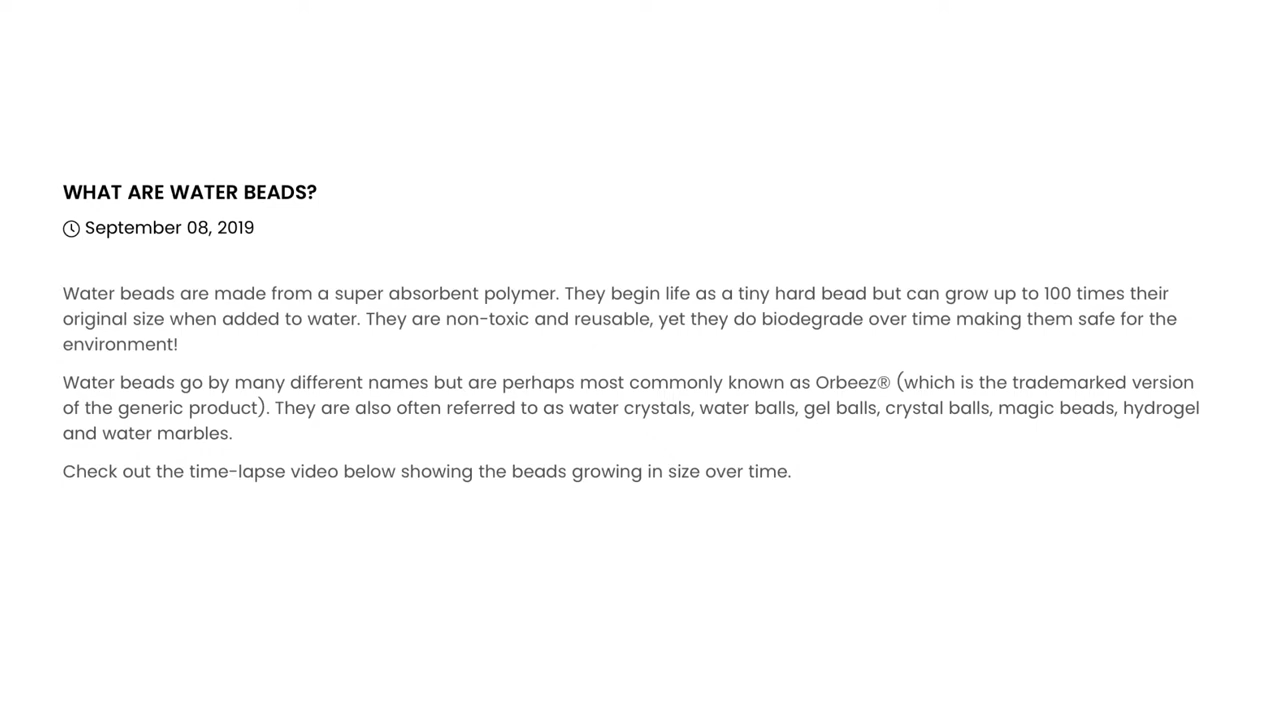 WHAT ARE WATER BEADS?
September 08, 2019
Water beads are made from a super absorbent polymer. They begin life as a tiny hard bead but can grow up to 100 times their
original size when added to water. They are non-toxic and reusable, yet they do biodegrade over time making them safe for the
environment!
Water beads go by many different names but are perhaps most commonly known as Orbeez® (which is the trademarked version
of the generic product). They are also often referred to as water crystals, water balls, gel balls, crystal balls, magic beads, hydrogel
and water marbles.
Check out the time-lapse video below showing the beads growing in size over time.